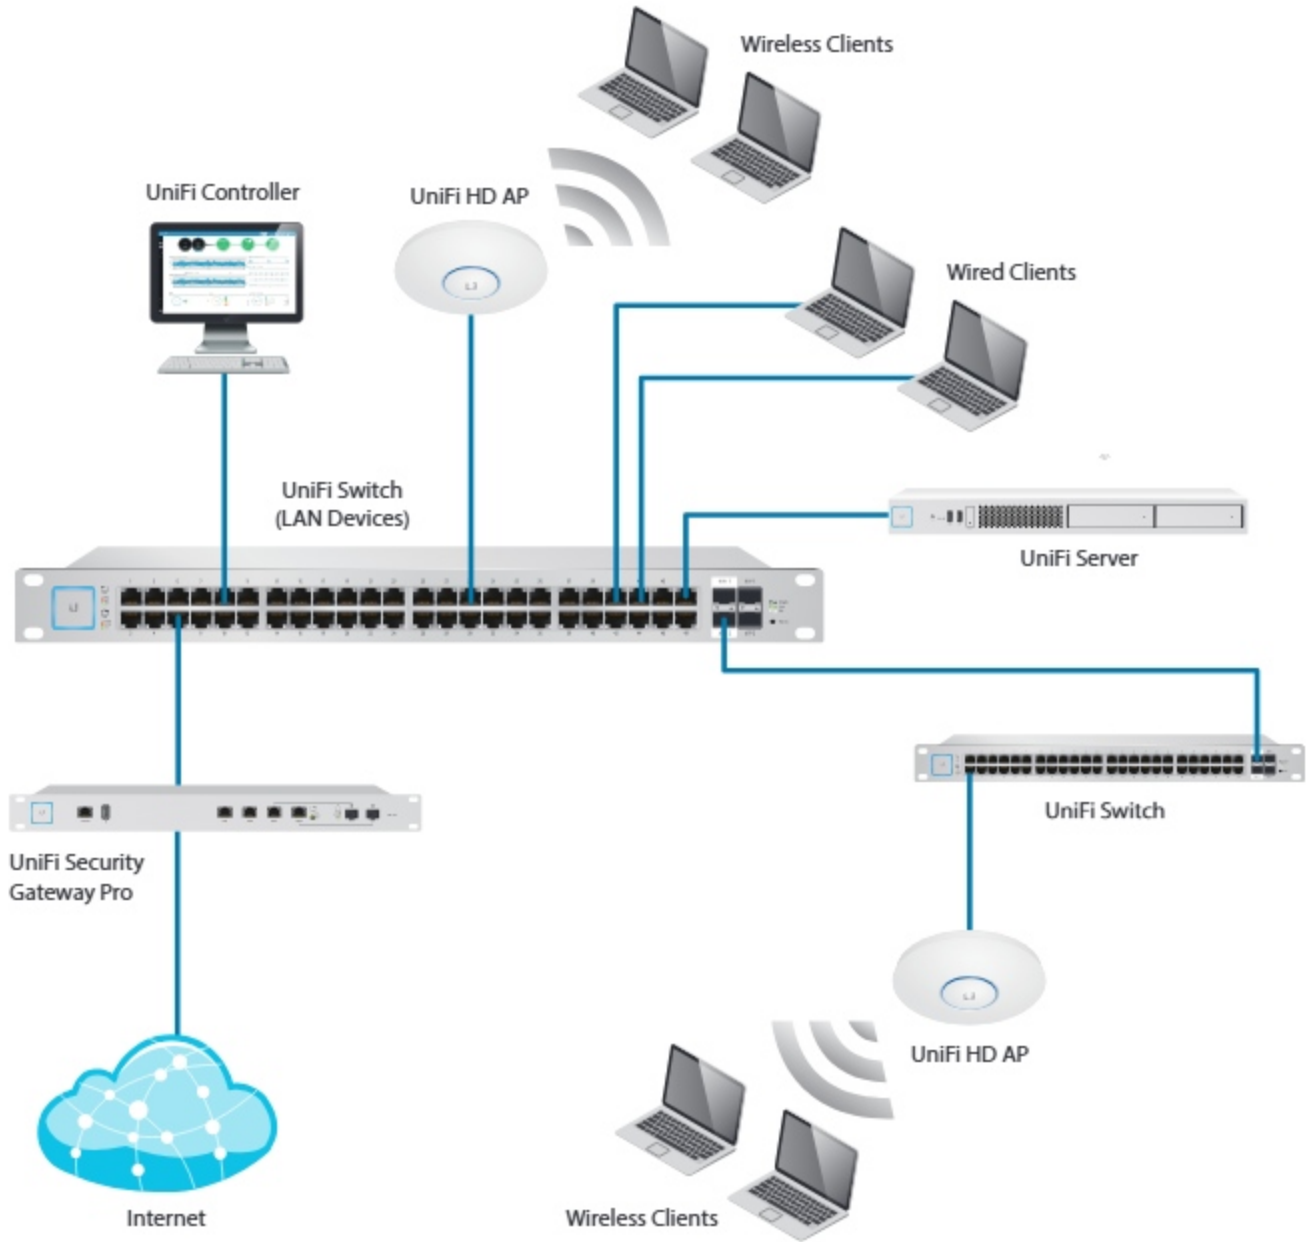 Wireless Clients
UniFi Controller
UniFi HD AP
Wired Clients
UniFi Switch
(LAN Devices)
UniFi Server
UniFi Switch
UniFi Security
Gateway Pro
UniFi HD AP
Internet
Wireless Clients